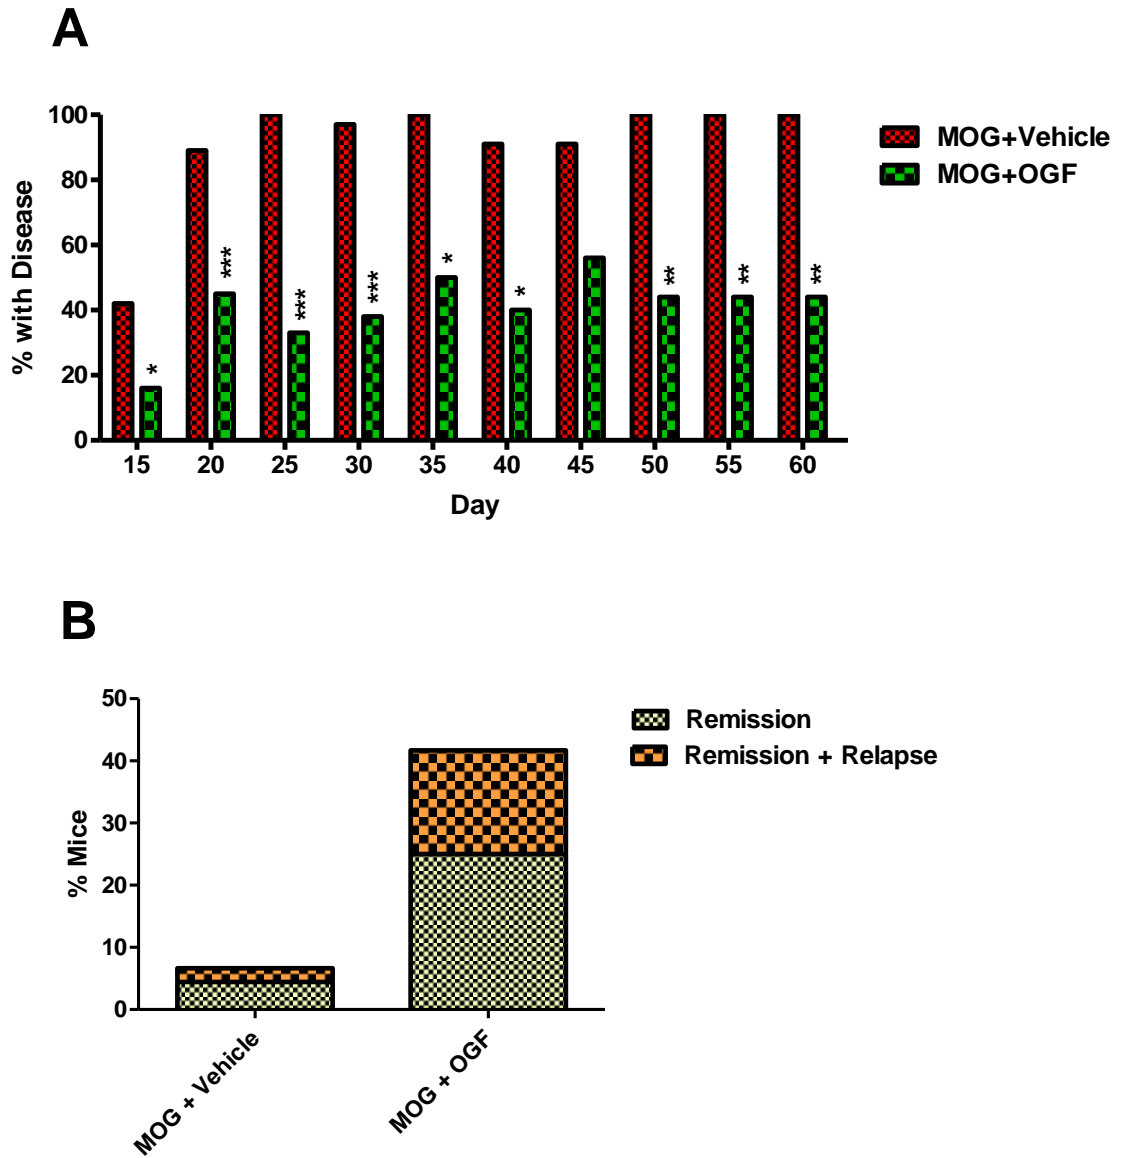 A
100
80
60
40
20
0
% with Disease
*
***
***
***
*
*
**
**
**
15 20 25 30 35 40 45 50 55 60
Day
MOG+Vehicle
MOG+OGF
B
50
40
30
20
10
0
% Mice
MOG + Vehicle
MOG + OGF
Remission
Remission + Relapse